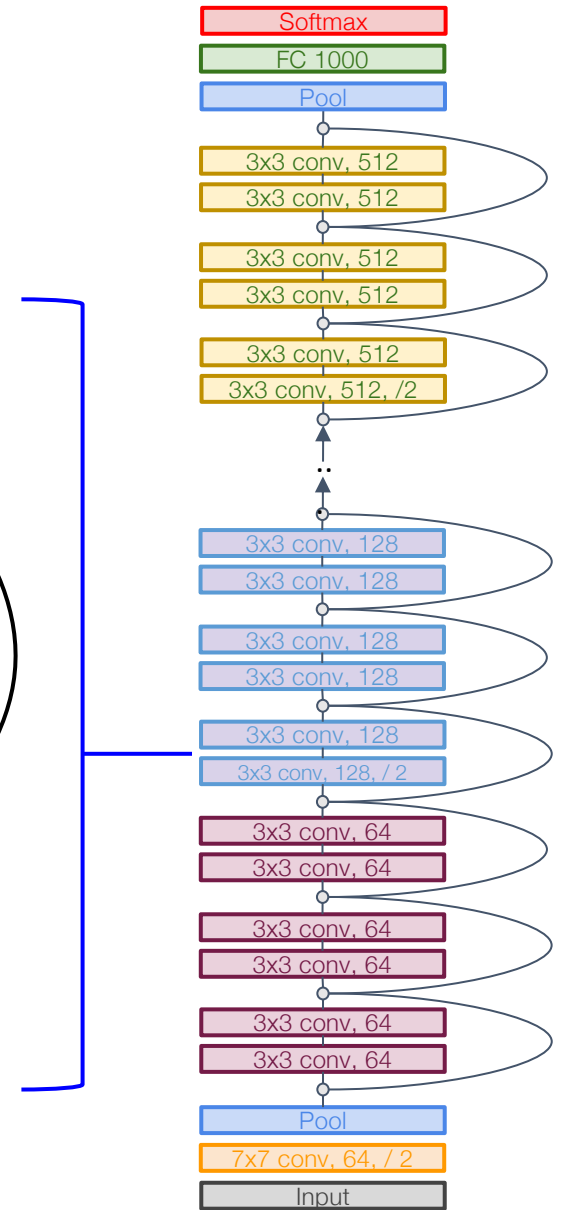 Softmax
FC 1000
Pool
3x3 conv, 512
3x3 conv, 512
3x3 conv, 512
3x3 conv, 512
3x3 conv, 512
3x3 conv, 512, /2
..
.
3x3 conv, 128
3x3 conv, 128
3x3 conv, 128
3x3 conv, 128
3x3 conv, 128
3x3 conv, 128, / 2
3x3 conv, 64
3x3 conv, 64
3x3 conv, 64
3x3 conv, 64
3x3 conv, 64
3x3 conv, 64
Pool
7x7 conv, 64, / 2
Input